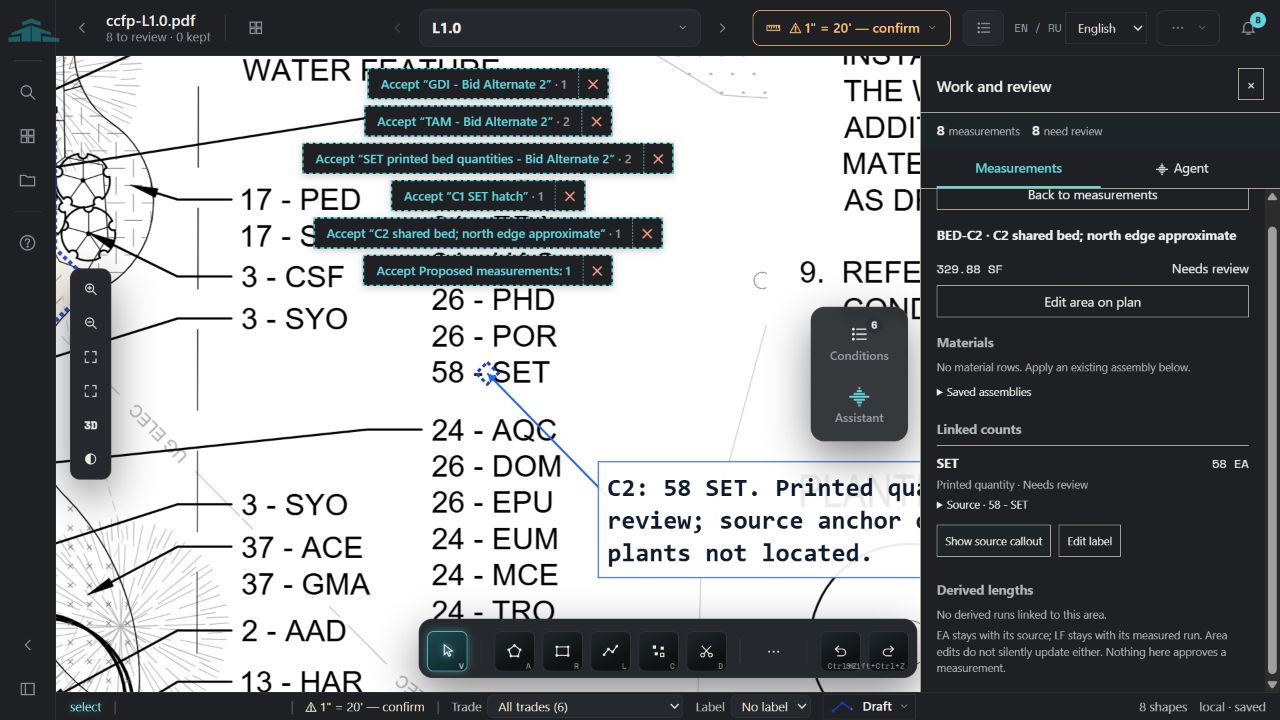 ccfp-L1.0.pdf
8 to review · 0 kept
L1.0
⚠ 1" = 20' — confirm
EN / RU
English
8
WATER FEATURE
17 - PED
17 - S
3 - CSF
3 - SYO
3D
UG ELEC
3 - SYO
37 - ACE
37 - GMA
2 - AAD
13 - HAR
Accept “GDI - Bid Alternate 2” · 1
Accept “TAM - Bid Alternate 2” · 2
Accept “SET printed bed quantities - Bid Alternate 2” · 2
Accept “C1 SET hatch” · 1
Accept “C2 shared bed; north edge approximate” · 1
Accept Proposed measurements: 1
26 - PHD
26 - POR
58 - SET
24 - AQC
26 - DOM
26 - EPU
24 - EUM
24 - MCE
24 - TRO
C2: 58 SET. Printed qua
review; source anchor
plants not located.
THE
ADDI
MATE
AS D
9. REFE
PLANT
6
Conditions
Assistant
V
A
R
L
C
D
Work and review
8 measurements 8 need review
Measurements
Agent
Back to measurements
BED-C2 · C2 shared bed; north edge approximate
329.88 SF
Needs review
Edit area on plan
Materials
No material rows. Apply an existing assembly below.
Saved assemblies
Linked counts
SET
58 EA
Printed quantity · Needs review
Source · 58 - SET
Show source callout
Edit label
Derived lengths
No derived runs linked to this area.
EA stays with its source; LF stays with its measured run. Area
edits do not silently update either. Nothing here approves a
measurement.
select
⚠ 1" = 20' — confirm
Trade
All trades (6)
Label
No label
Draft
8 shapes
local · saved